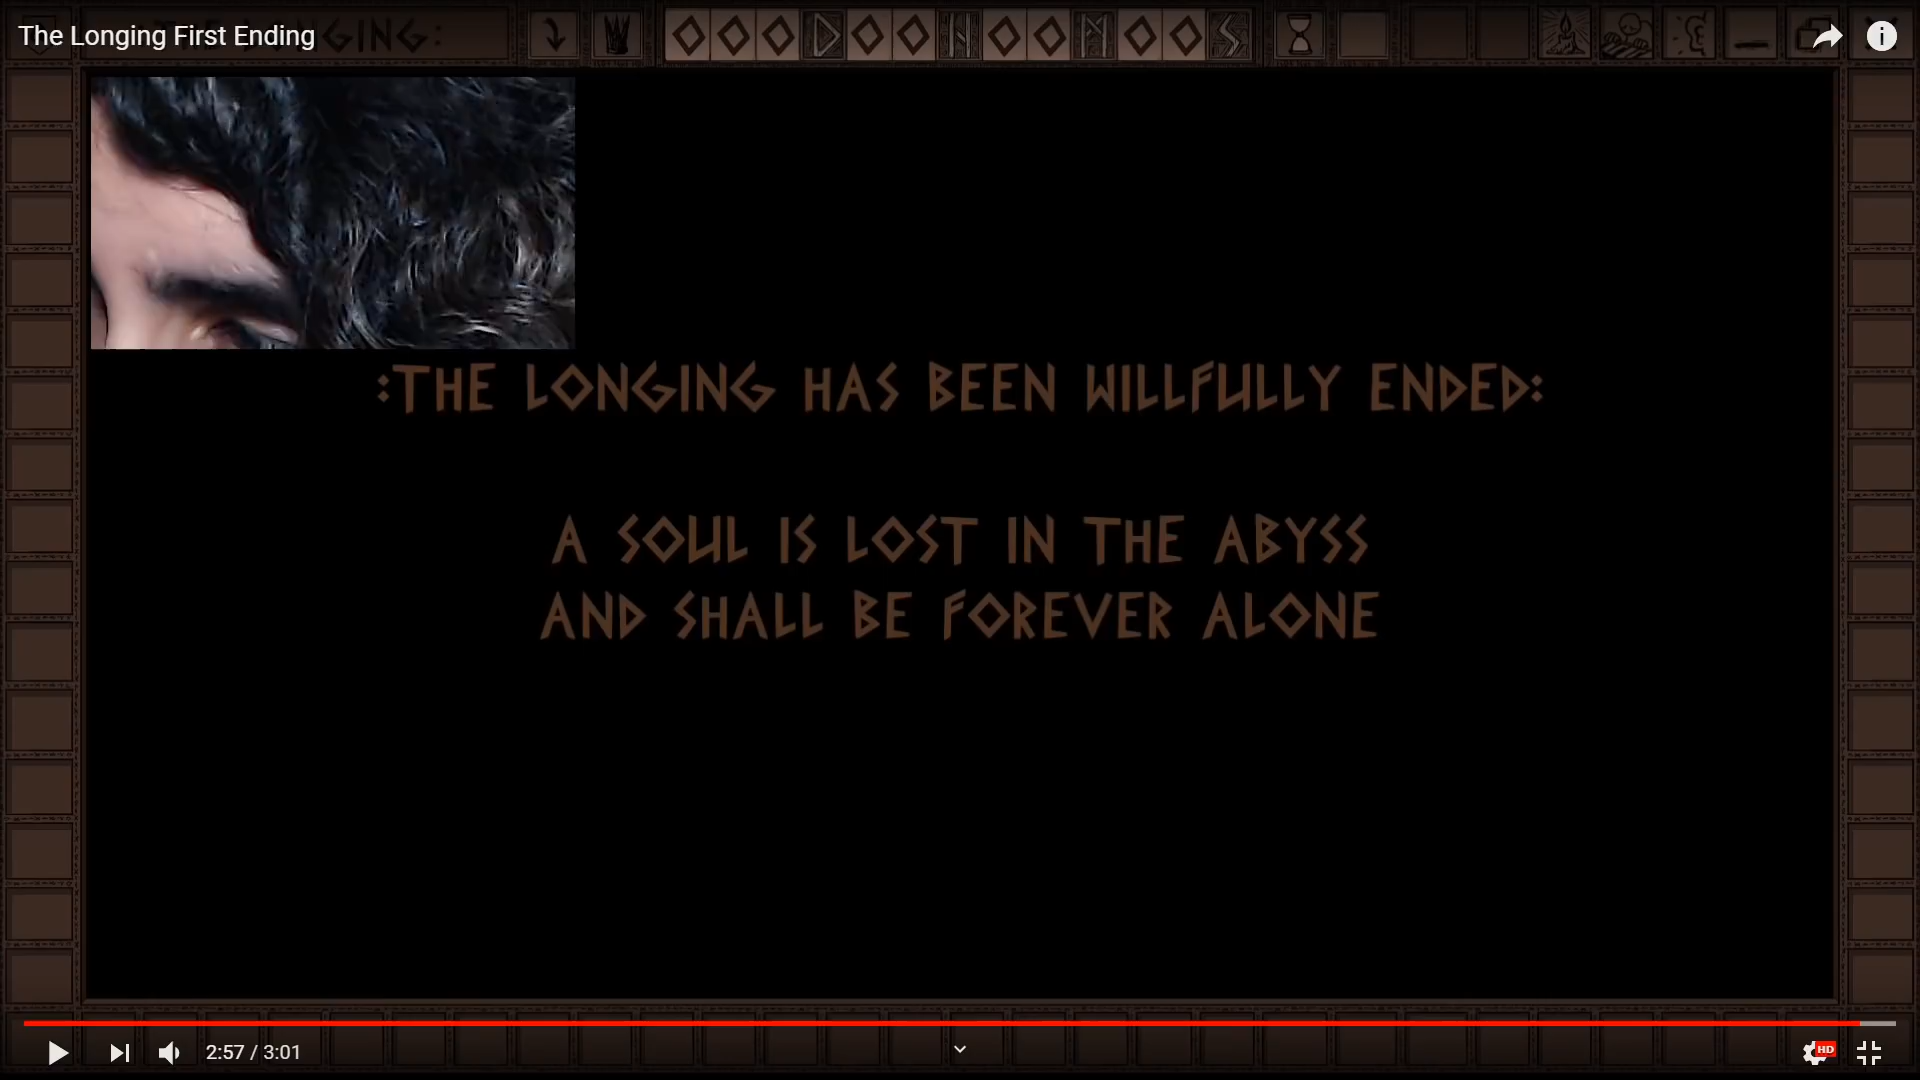 The Longing First Ending
:THE LONGING HAS BEEN WILLFULLY ENDED:
A SOUL IS LOST IN THE ABYSS
AND SHALL BE FOREVER ALONE
2:57 / 3:01
HD